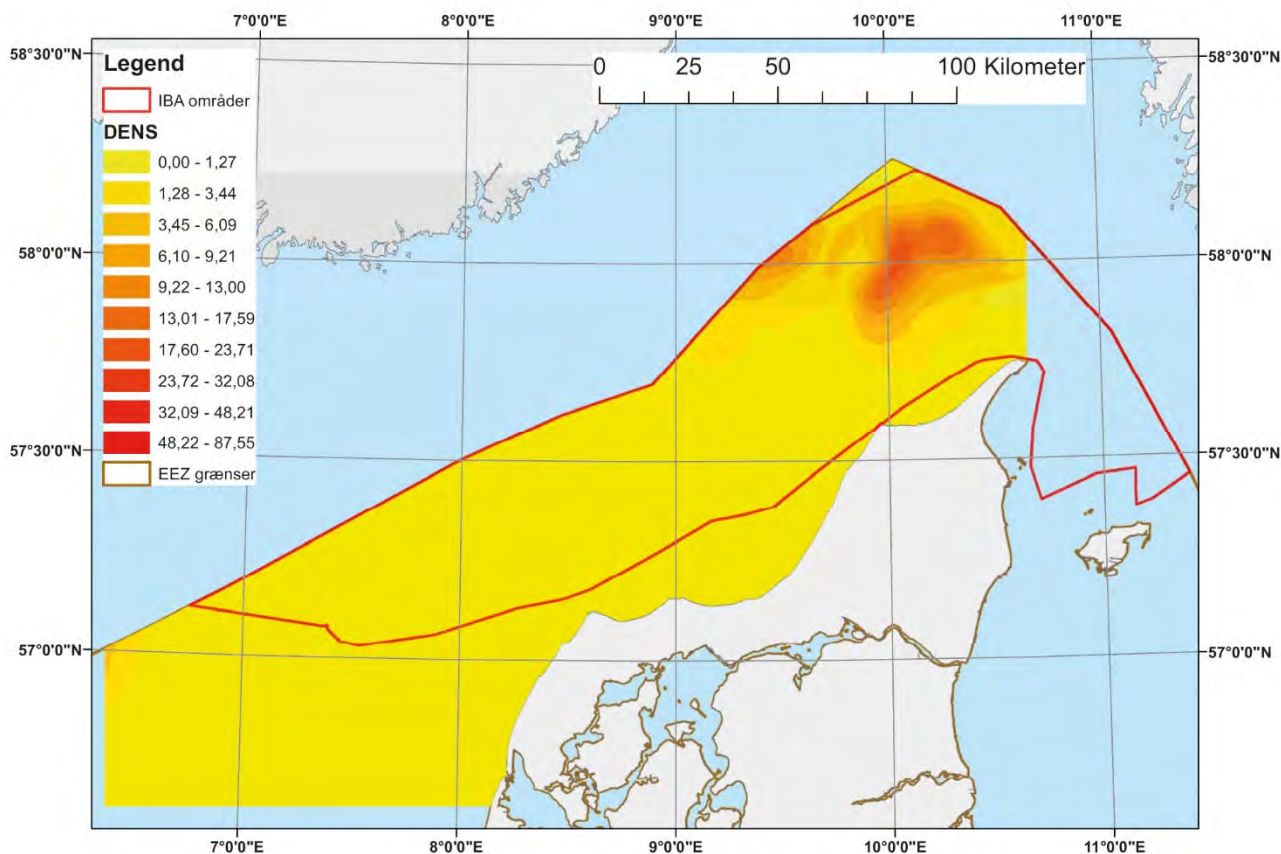 7°0'0"E 8°0'0"E 9°0'0"E 10°0'0"E 11°0'0"E
58°30'0"N 58°30'0"N
Legend
IBA områder
DENS
0,00 - 1,27
1,28 - 3,44
3,45 - 6,09
6,10 - 9,21
9,22 - 13,00
13,01 - 17,59
17,60 - 23,71
23,72 - 32,08
32,09 - 48,21
48,22 - 87,55
EEZ grænser
0 25 50 100 Kilometer
58°0'0"N 58°0'0"N
57°30'0"N 57°30'0"N
57°0'0"N 57°0'0"N
7°0'0"E 8°0'0"E 9°0'0"E 10°0'0"E 11°0'0"E